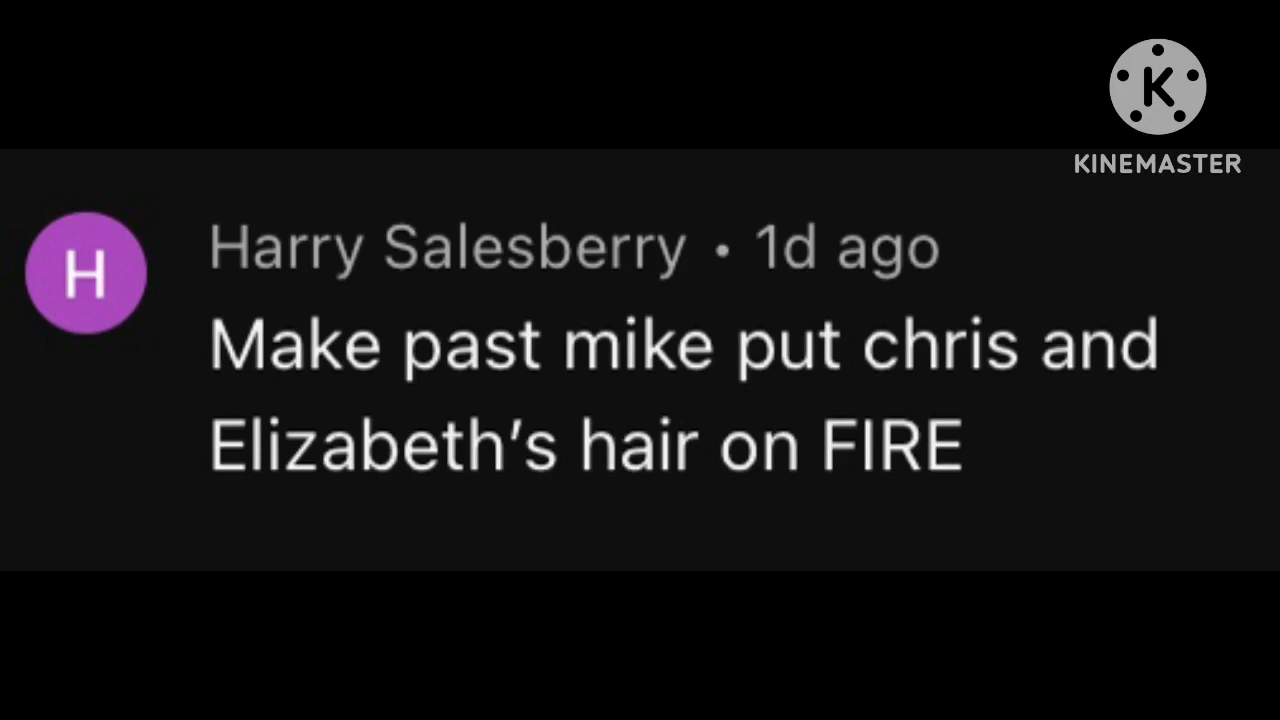 K
KINEMASTER
H
Harry Salesberry • 1d ago
Make past mike put chris and
Elizabeth’s hair on FIRE